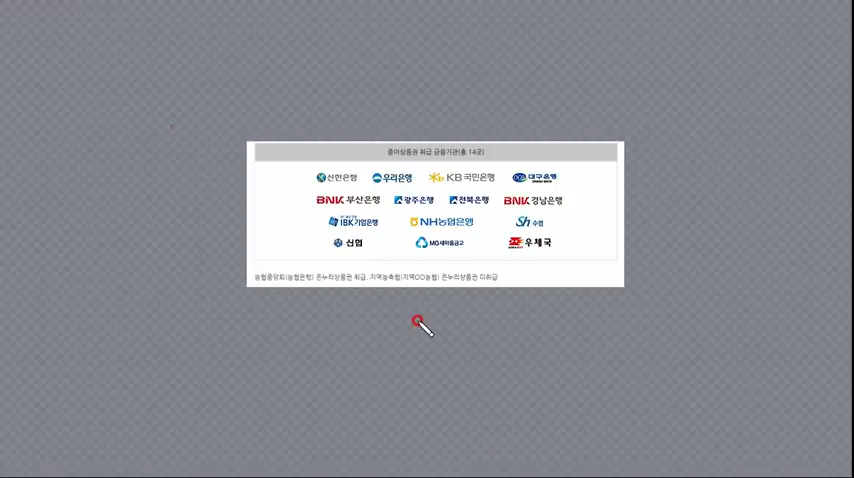 종이상품권 취급 금융기관(총 14곳)
신한은행 우리은행 KB국민은행 대구은행
BNK 부산은행 광주은행 전북은행 BNK 경남은행
IBK기업은행 NH농협은행 Sh수협
신협 MG새마을금고 우체국
농협중앙회(농협은행) 온누리상품권 취급, 지역농축협(지역OO농협) 온누리상품권 미취급